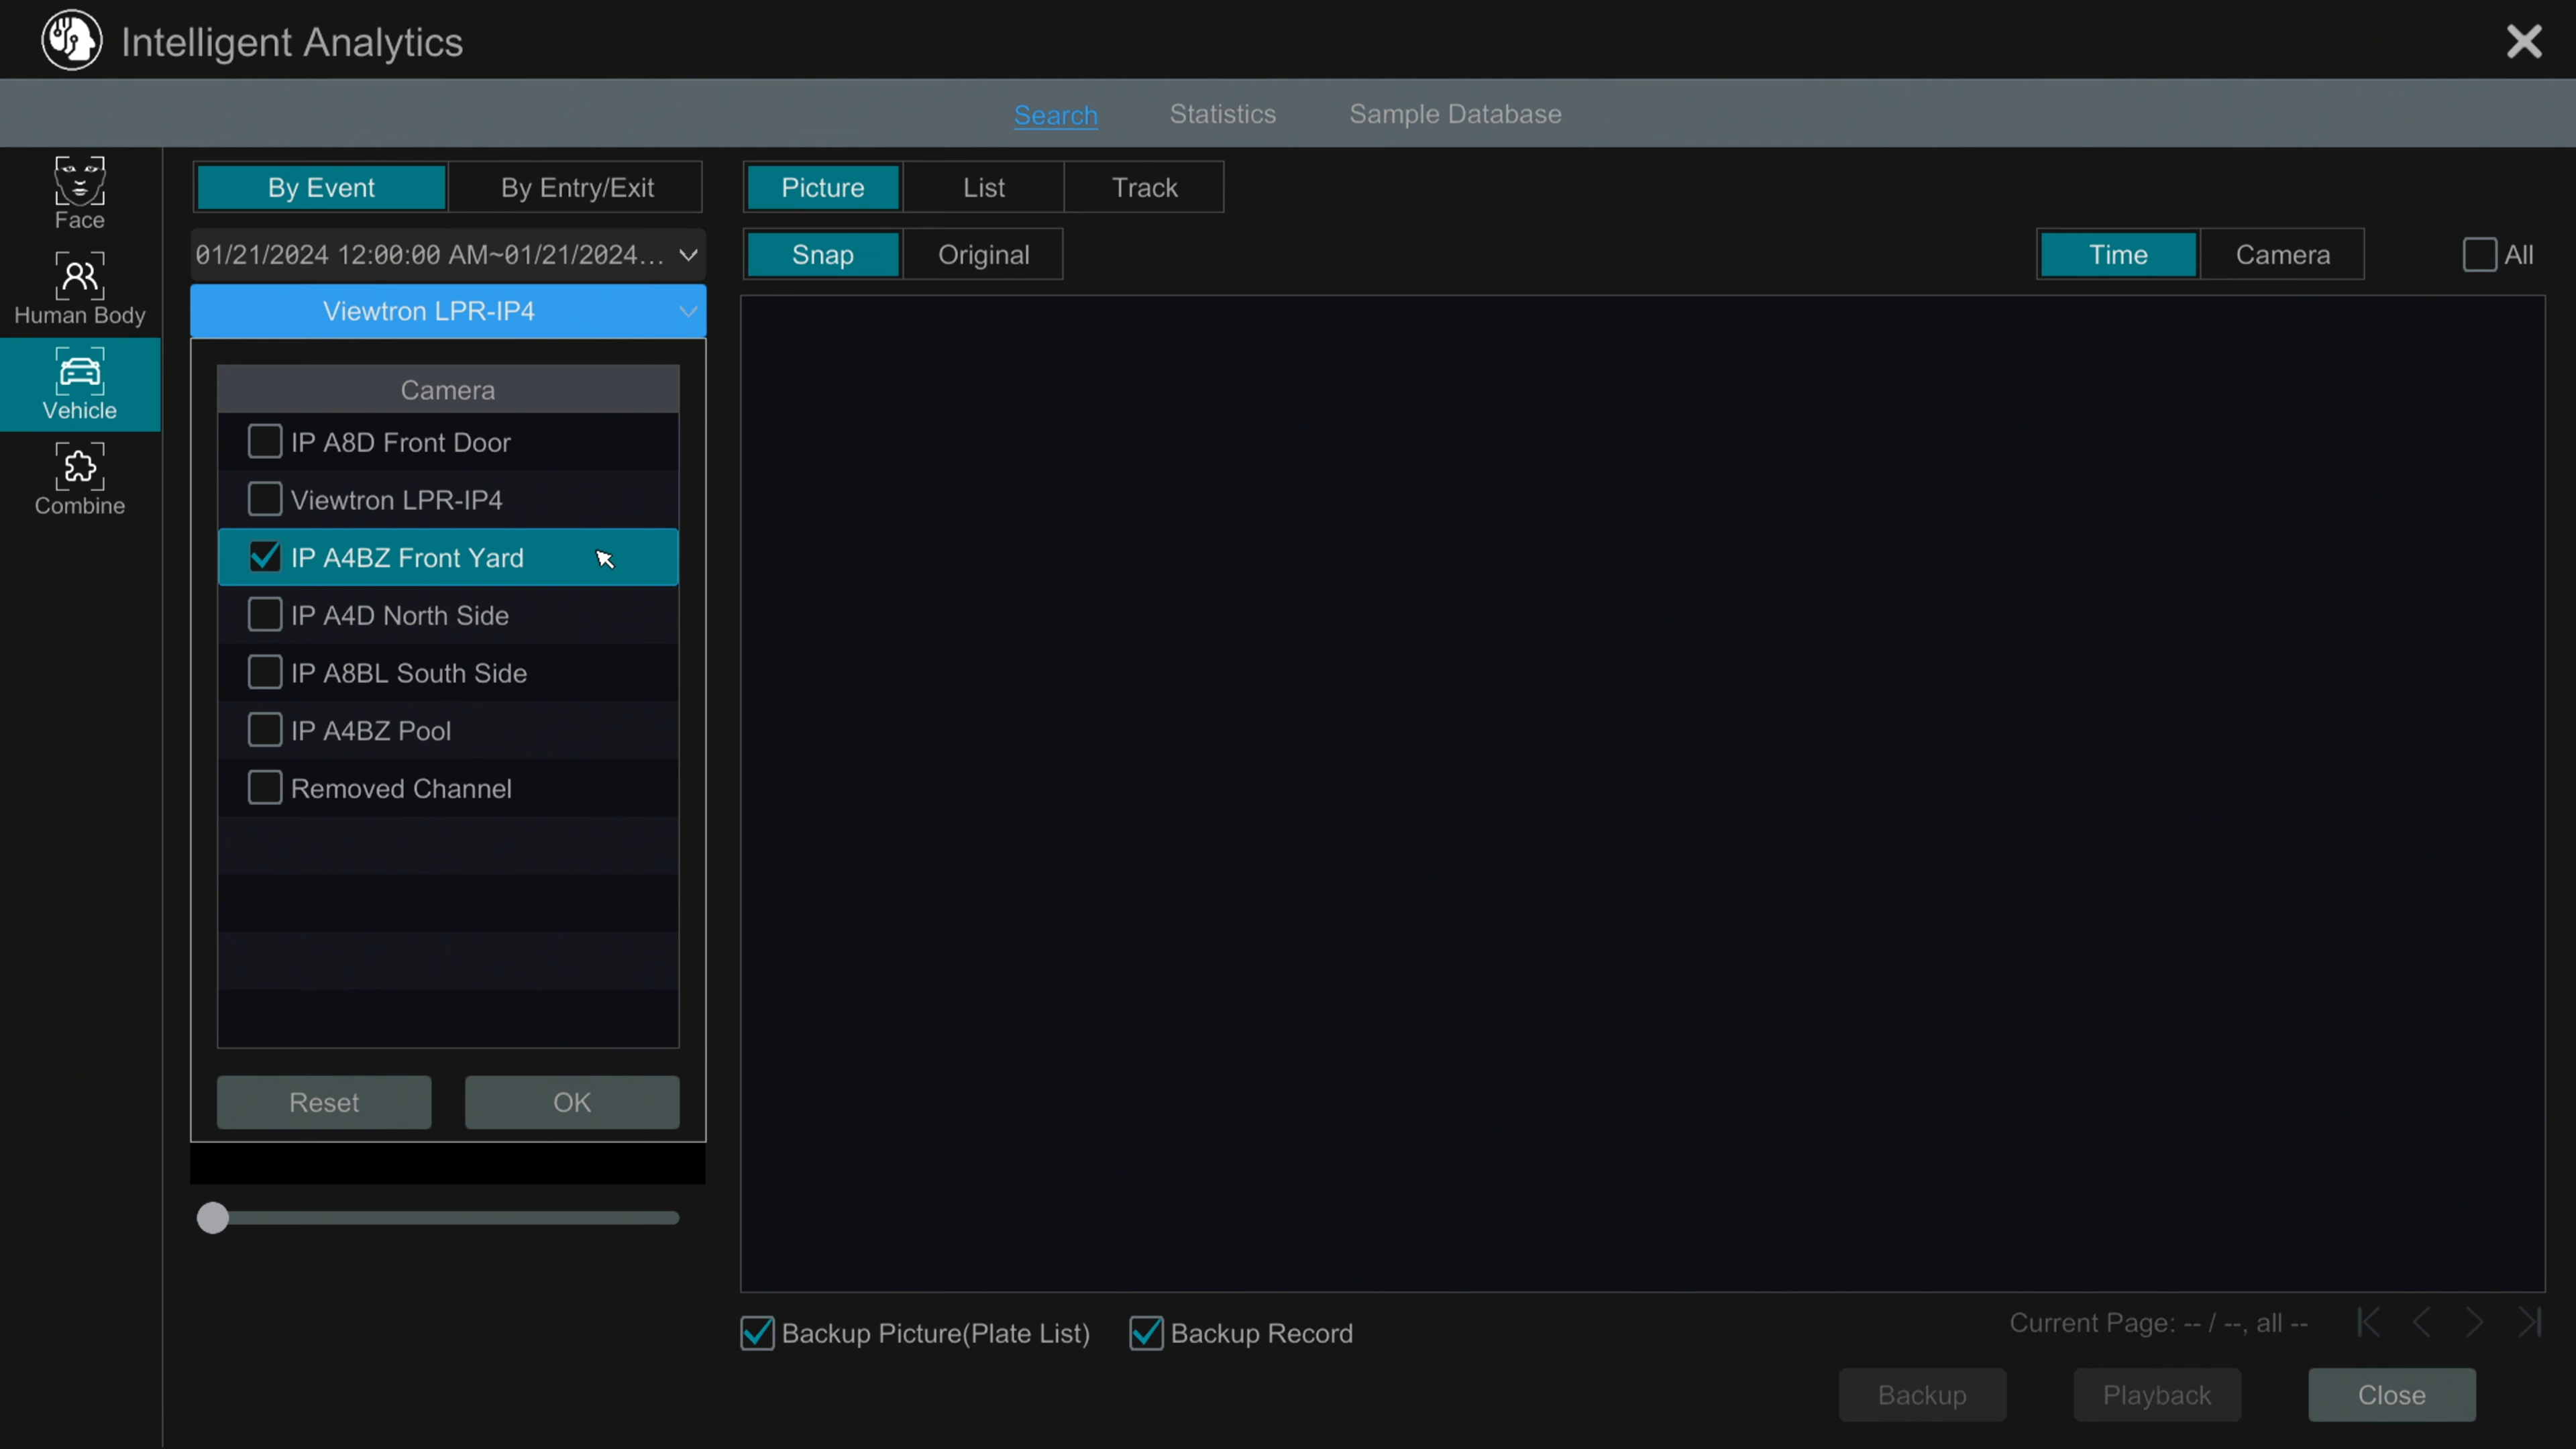 Intelligent Analytics
Search Statistics Sample Database
Face
Human Body
Vehicle
Combine
By Event By Entry/Exit
01/21/2024 12:00:00 AM~01/21/2024...
Viewtron LPR-IP4
Camera
IP A8D Front Door
Viewtron LPR-IP4
IP A4BZ Front Yard
IP A4D North Side
IP A8BL South Side
IP A4BZ Pool
Removed Channel
Reset OK
Picture List Track
Snap Original
Time Camera All
Backup Picture(Plate List) Backup Record
Current Page: -- / --, all --
Backup Playback Close